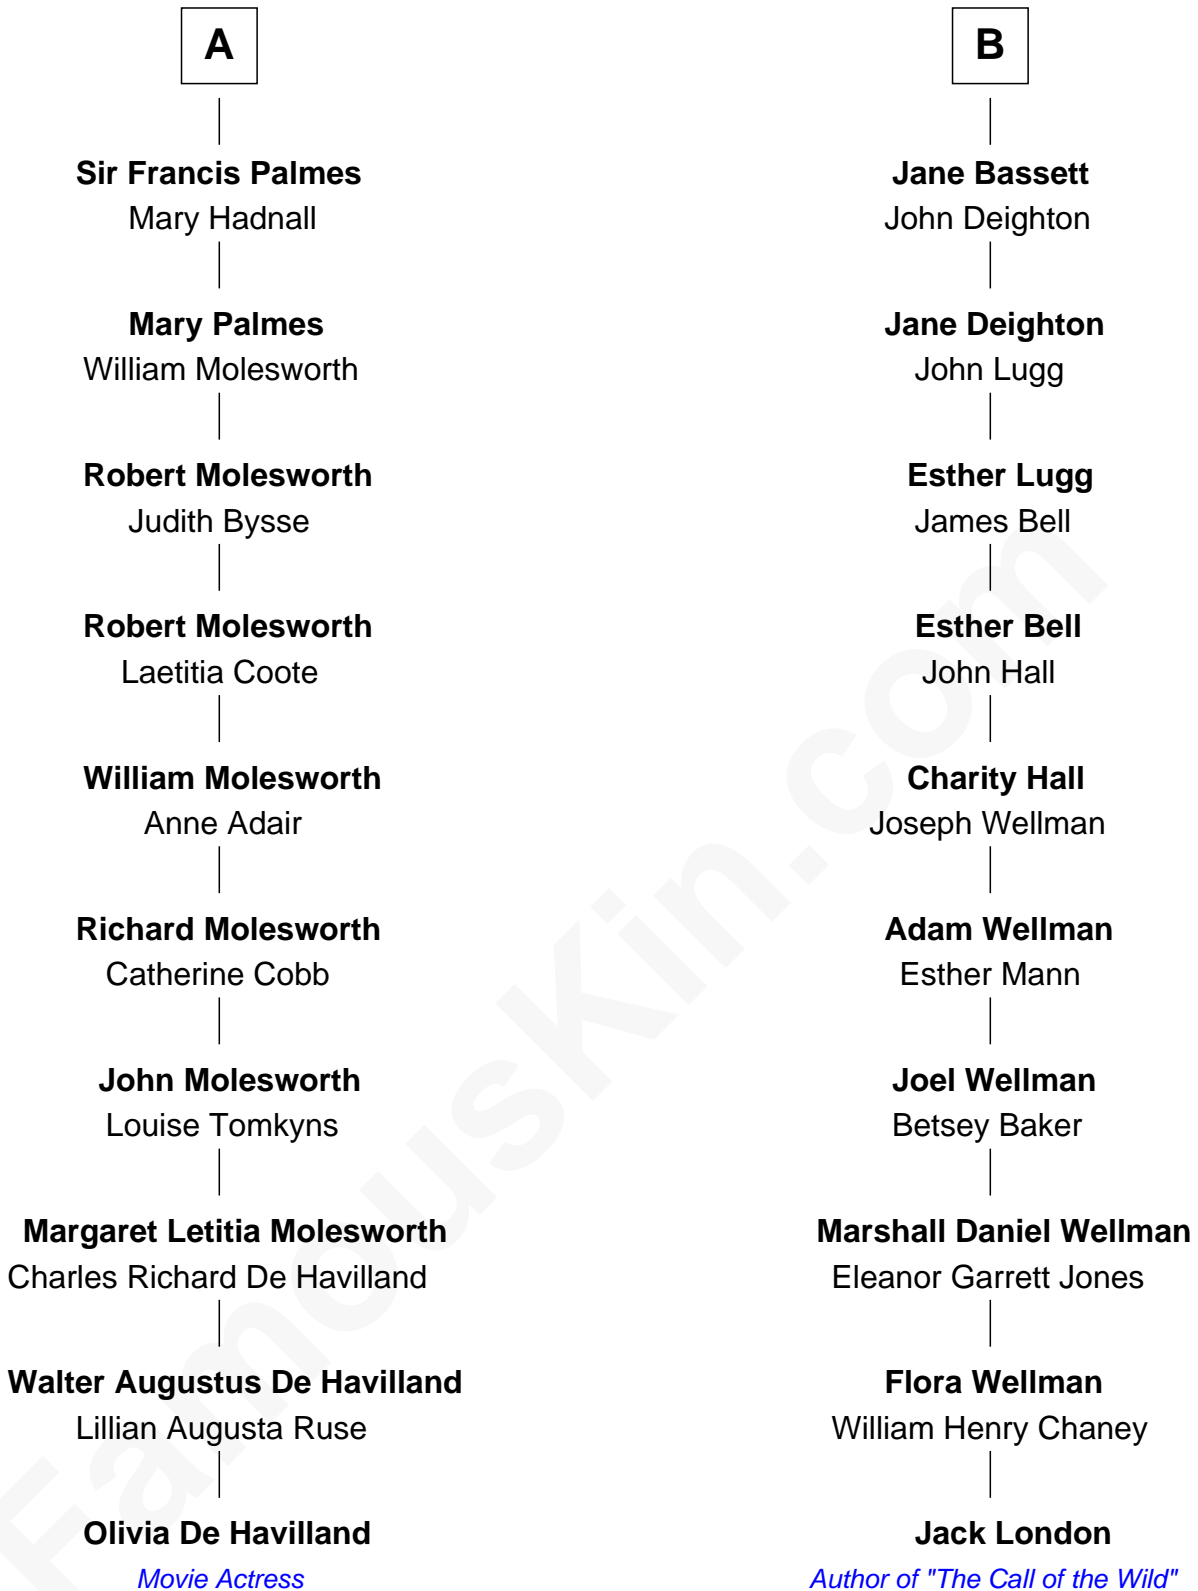 A
Sir Francis Palmes
Mary Hadnall
Mary Palmes
William Molesworth
Robert Molesworth
Judith Bysse
Robert Molesworth
Laetitia Coote
William Molesworth
Anne Adair
Richard Molesworth
Catherine Cobb
John Molesworth
Louise Tomkyns
Margaret Letitia Molesworth
Charles Richard De Havilland
Walter Augustus De Havilland
Lillian Augusta Ruse
Olivia De Havilland
Movie Actress
B
Jane Bassett
John Deighton
Jane Deighton
John Lugg
Esther Lugg
James Bell
Esther Bell
John Hall
Charity Hall
Joseph Wellman
Adam Wellman
Esther Mann
Joel Wellman
Betsey Baker
Marshall Daniel Wellman
Eleanor Garrett Jones
Flora Wellman
William Henry Chaney
Jack London
Author of "The Call of the Wild"
FamousKin.com